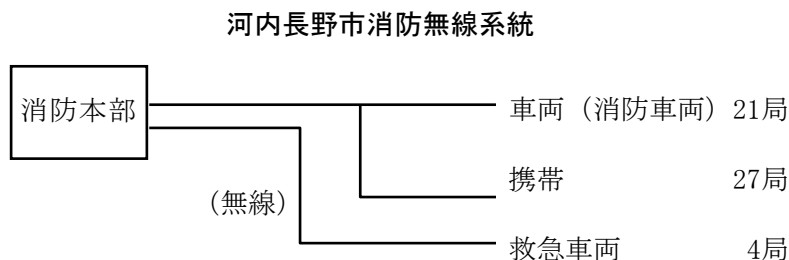 河内長野市消防無線系統
消防本部
車両（消防車両）21局
携帯 27局
（無線）
救急車両 4局